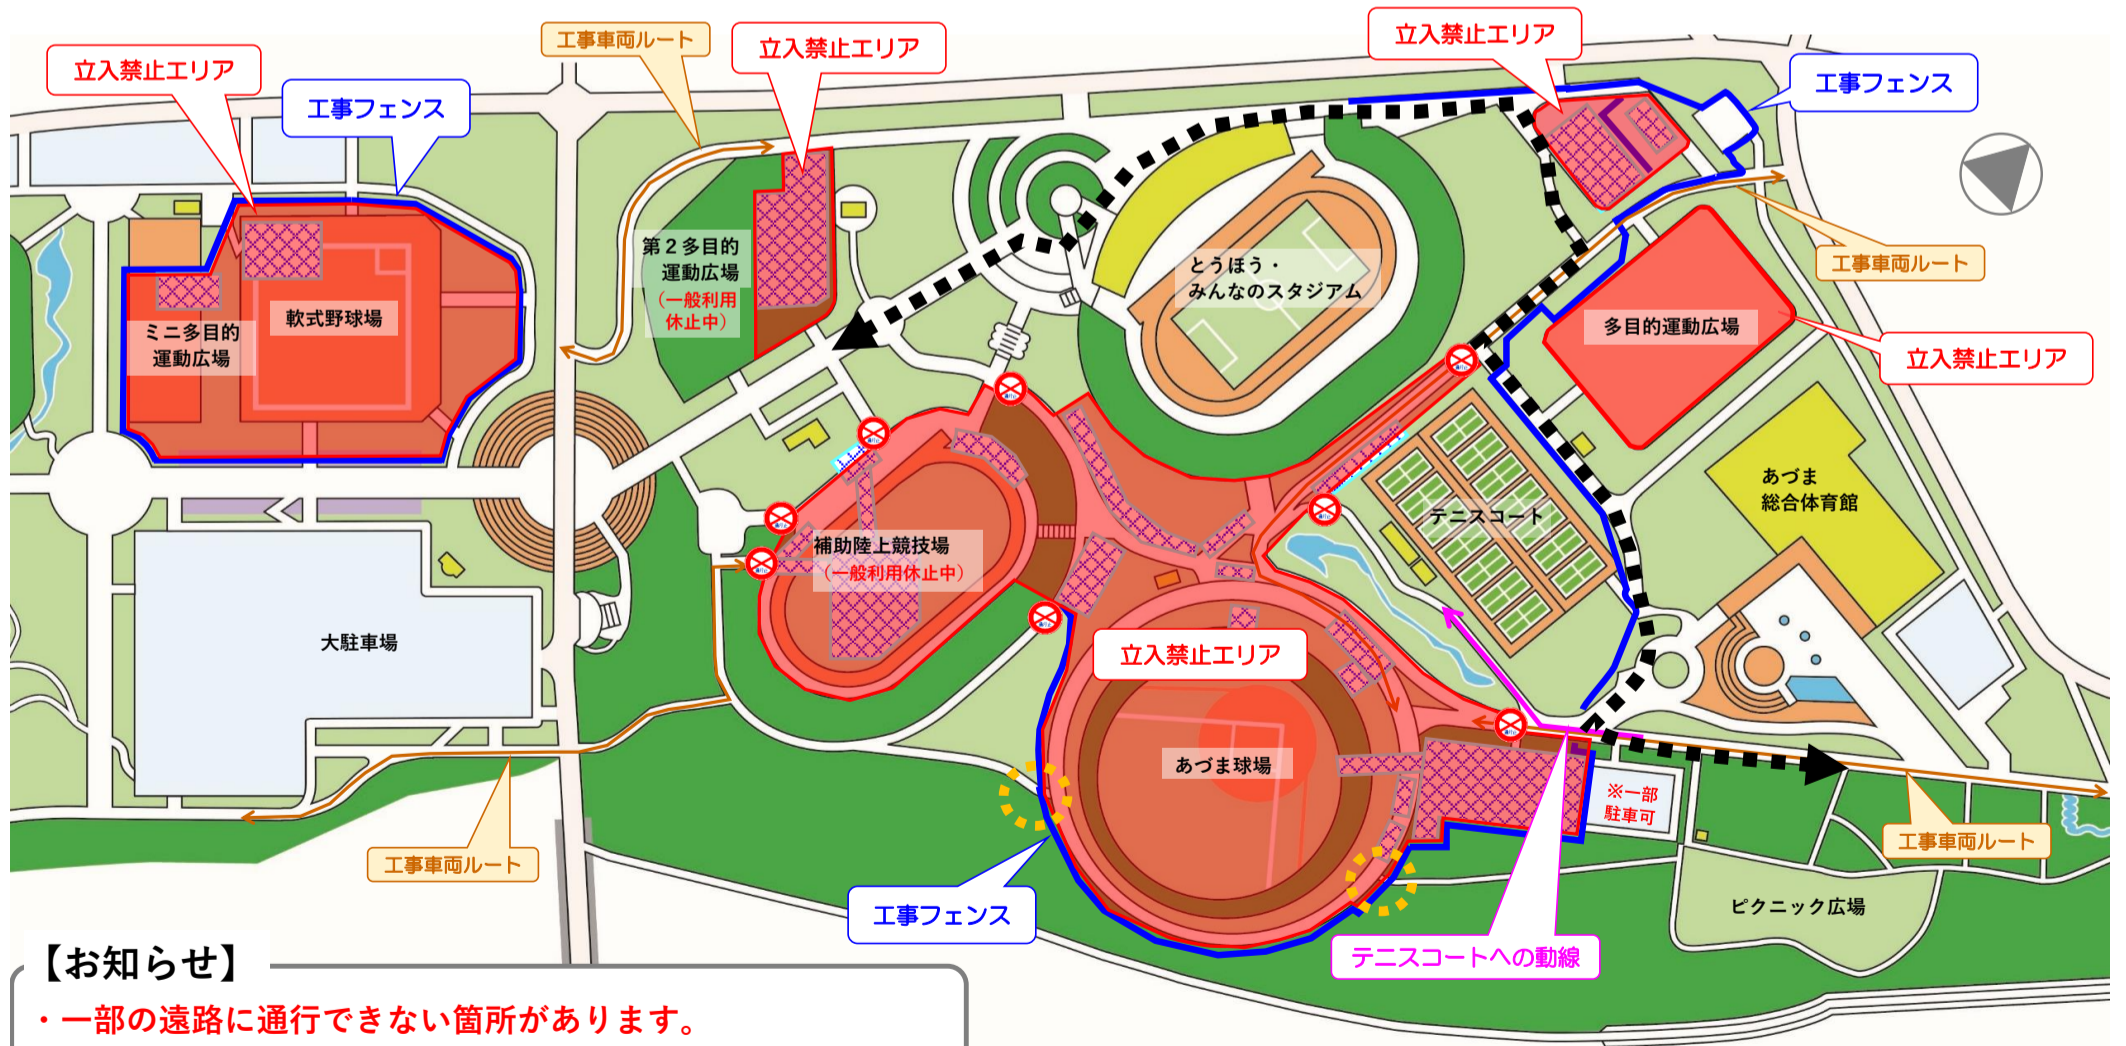 立入禁止エリア
工事フェンス
工事車両ルート
立入禁止エリア
立入禁止エリア
工事フェンス
第2多目的
運動広場
(一般利用
休止中)
とうほう・
みんなのスタジアム
工事車両ルート
軟式野球場
ミニ多目的
運動広場
多目的運動広場
立入禁止エリア
あづま
総合体育館
テニスコート
補助陸上競技場
(一般利用休止中)
大駐車場
立入禁止エリア
あづま球場
※一部
駐車可
工事車両ルート
工事車両ルート
工事フェンス
ピクニック広場
テニスコートへの動線
【お知らせ】
・一部の遠路に通行できない箇所があります。